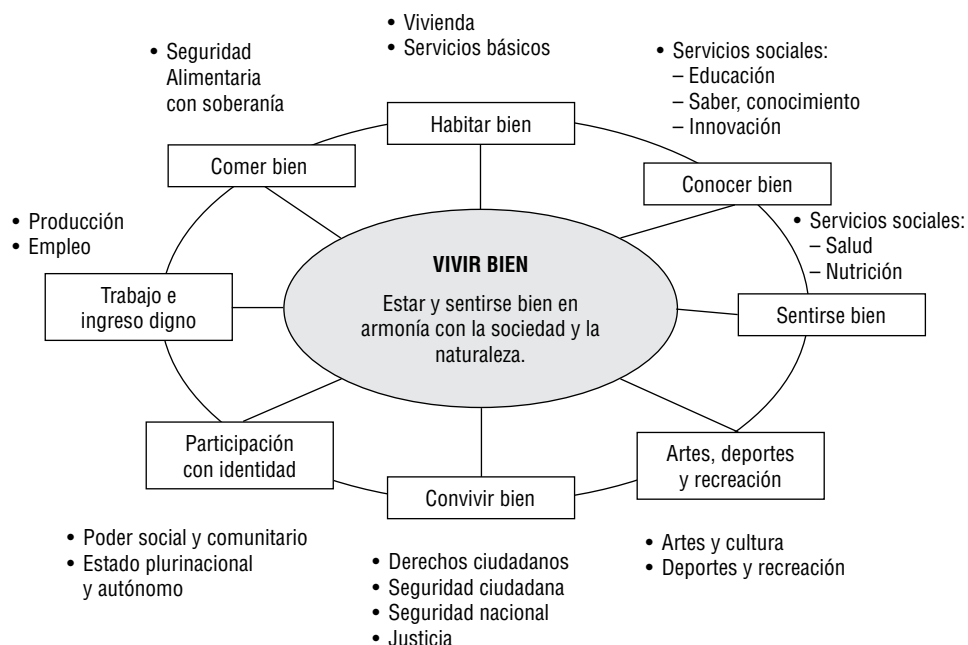 • Vivienda
• Servicios básicos
• Seguridad
Alimentaria
con soberanía
• Servicios sociales:
– Educación
– Saber, conocimiento
– Innovación
Habitar bien
Comer bien
Conocer bien
• Producción
• Empleo
• Servicios sociales:
– Salud
– Nutrición
VIVIR BIEN
Estar y sentirse bien en
armonía con la sociedad y la
naturaleza.
Trabajo e
ingreso digno
Sentirse bien
Participación
con identidad
Artes, deportes
y recreación
Convivir bien
• Poder social y comunitario
• Estado plurinacional
y autónomo
• Derechos ciudadanos
• Seguridad ciudadana
• Seguridad nacional
• Justicia
• Artes y cultura
• Deportes y recreación